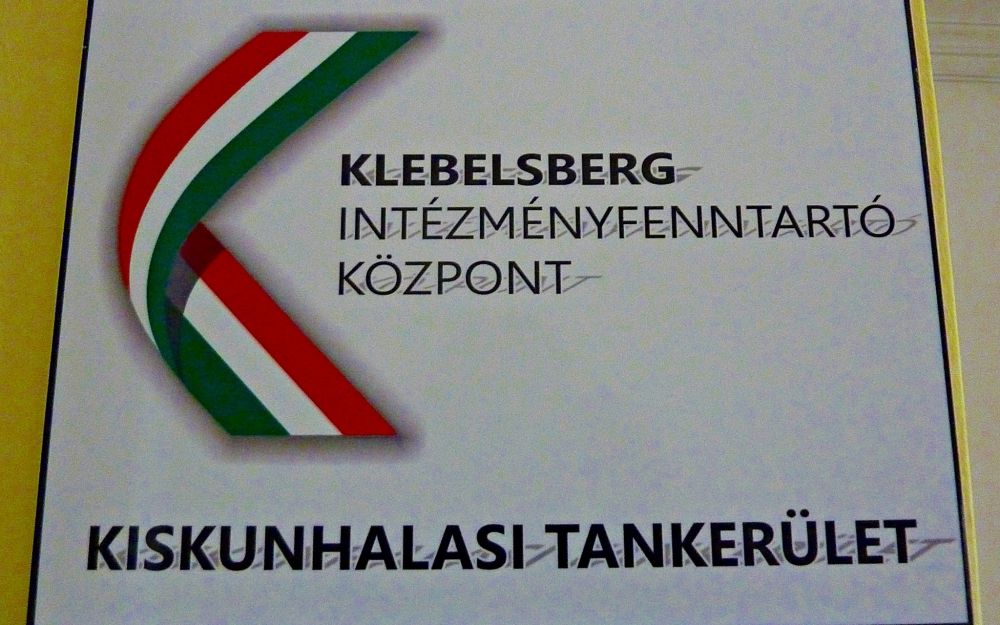 KLEBELSBERG
INTÉZMÉNYFENNTARTÓ
KÖZPONT
KISKUNHALASI TANKERÜLET